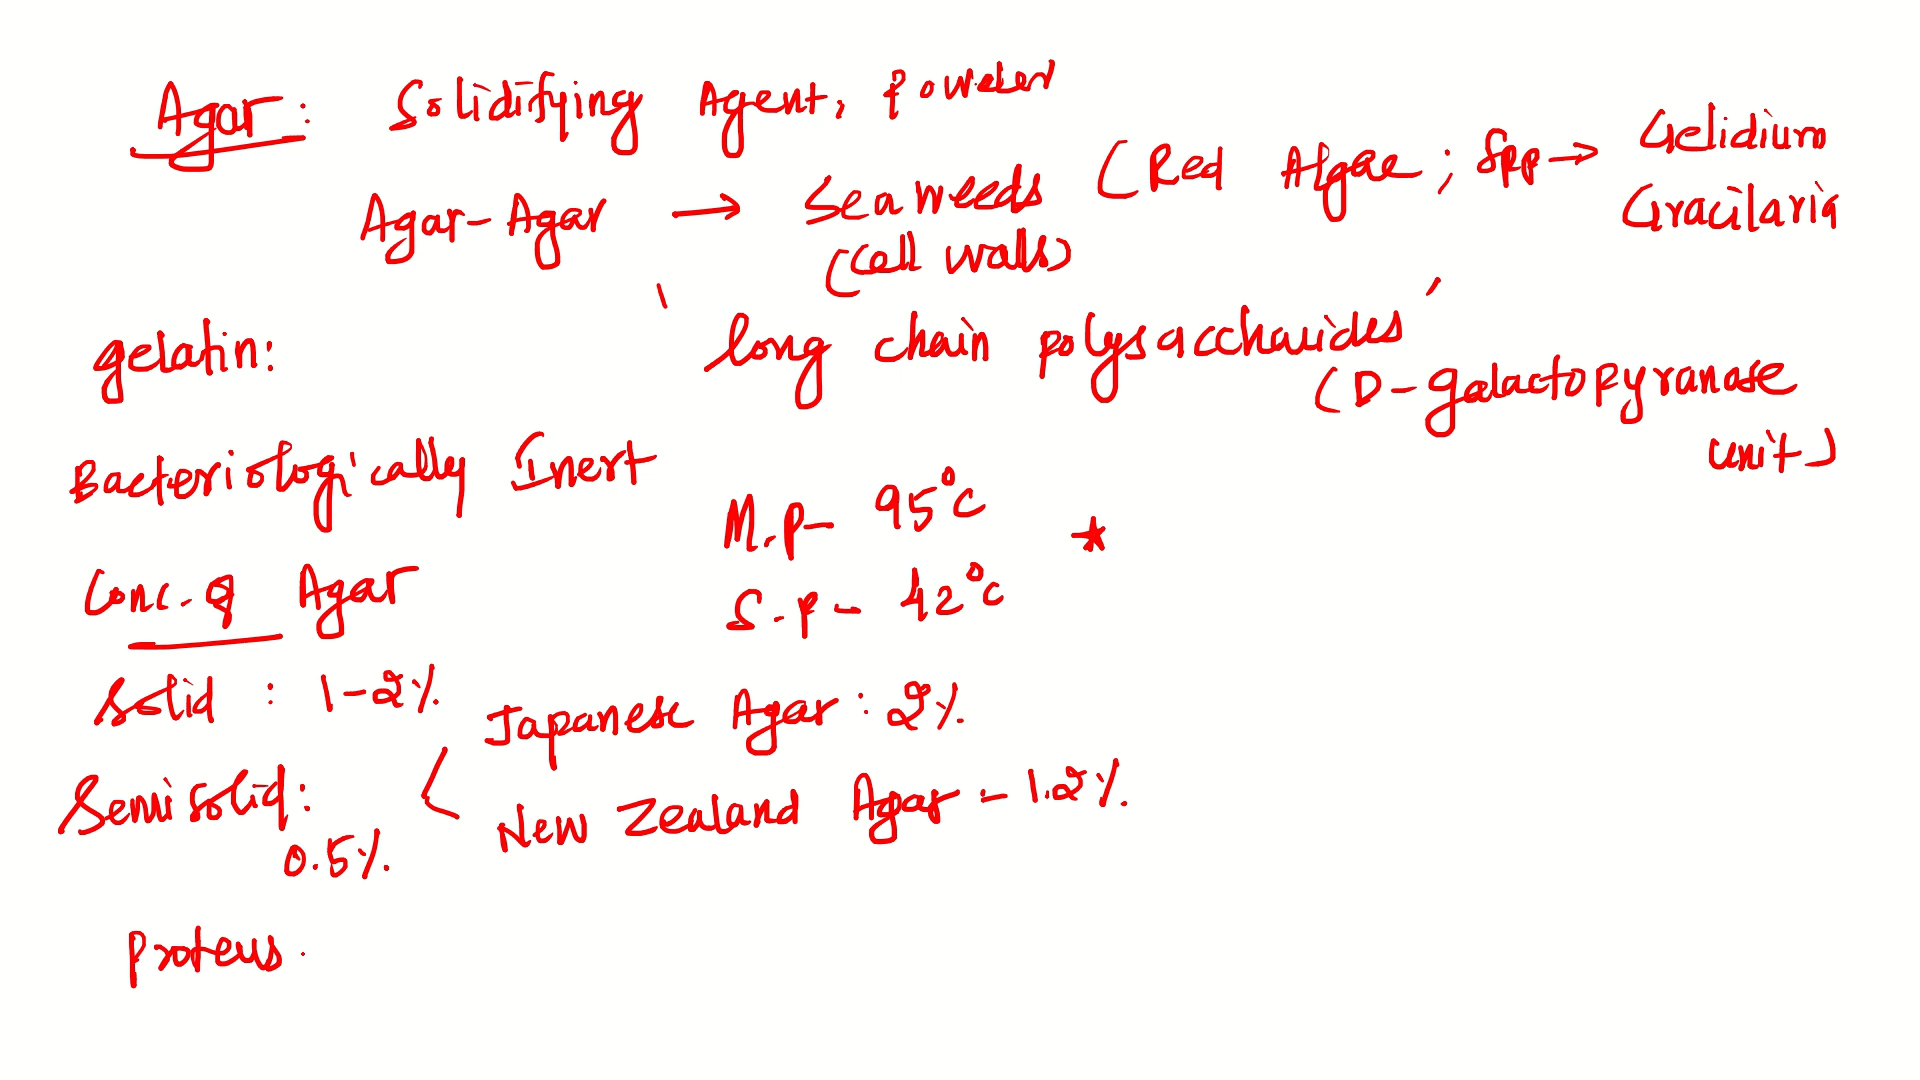 Agar: Solidifying Agent, Powder
Agar-Agar → Seaweeds (Red Algae; Spp → Gelidium
Gracilaria
(cell walls)
gelatin: 'long chain polysaccharides'
(D-galactopyranose
unit)
Bacteriologically Inert
M.p- 95°c *
Conc. of Agar
S.p - 42°c
Solid : 1-2%
Japanese Agar : 2%
Semisolid: < New Zealand Agar - 1.2%
0.5%
Proteus.